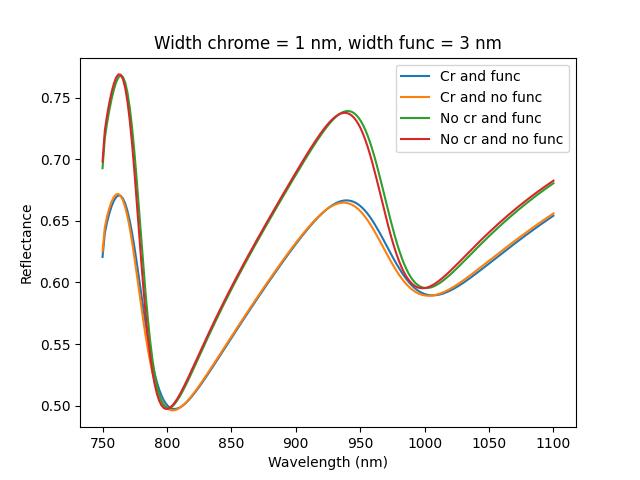 Width chrome = 1 nm, width func = 3 nm
Cr and func
Cr and no func
No cr and func
No cr and no func
0.75
0.70
0.65
0.60
0.55
0.50
Reflectance
750 800 850 900 950 1000 1050 1100
Wavelength (nm)